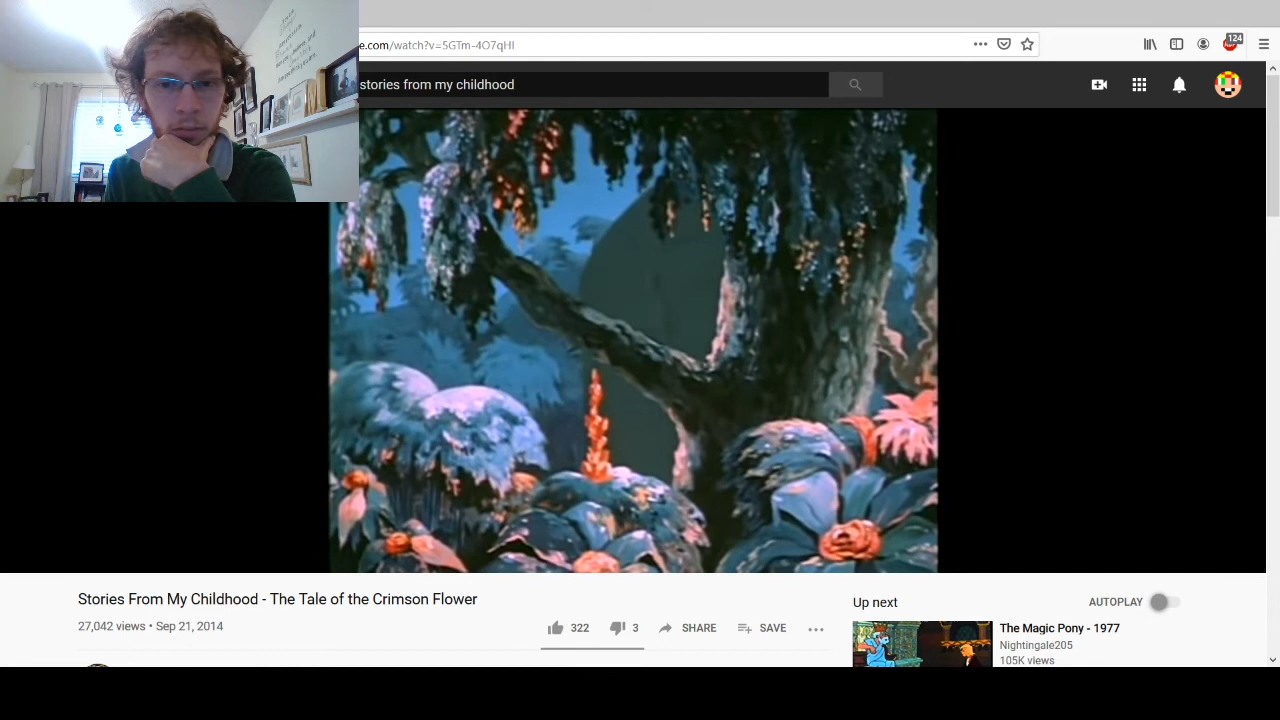 e.com/watch?v=5GTm-4O7qHI
124
stories from my childhood
Stories From My Childhood - The Tale of the Crimson Flower
27,042 views • Sep 21, 2014
322
3
SHARE
SAVE
Up next
AUTOPLAY
The Magic Pony - 1977
Nightingale205
105K views